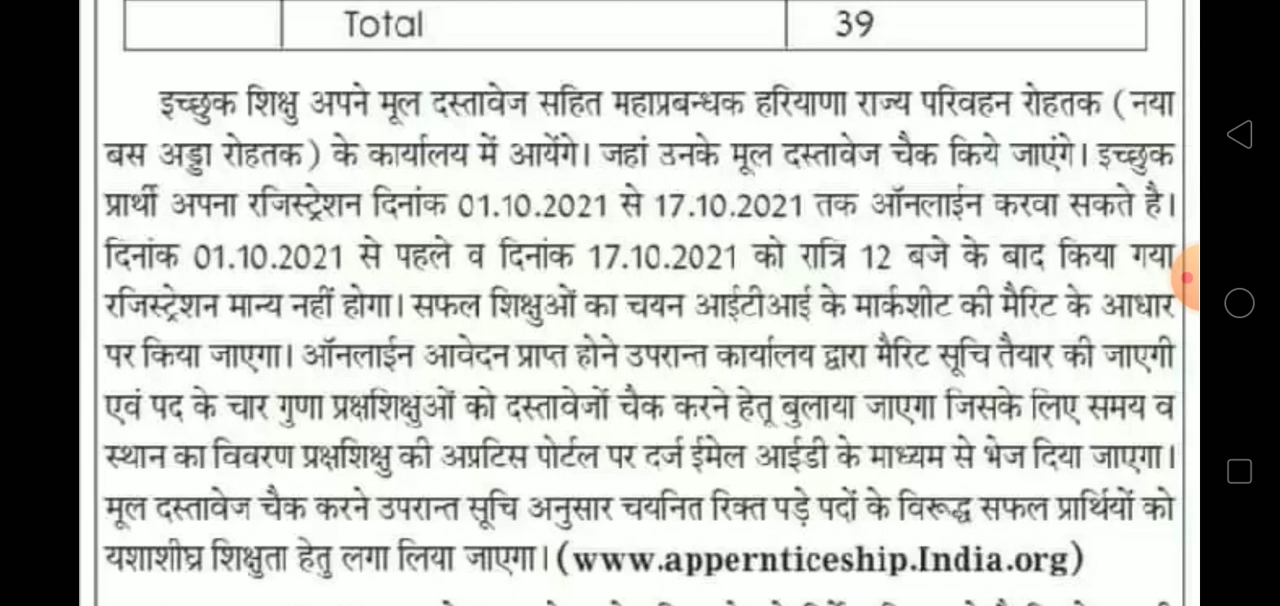 Total 39
इच्छुक शिक्षु अपने मूल दस्तावेज सहित महाप्रबन्धक हरियाणा राज्य परिवहन रोहतक (नया
बस अड्डा रोहतक) के कार्यालय में आयेंगे। जहां उनके मूल दस्तावेज चैक किये जाएंगे। इच्छुक
प्रार्थी अपना रजिस्ट्रेशन दिनांक 01.10.2021 से 17.10.2021 तक ऑनलाईन करवा सकते है।
दिनांक 01.10.2021 से पहले व दिनांक 17.10.2021 को रात्रि 12 बजे के बाद किया गया
रजिस्ट्रेशन मान्य नहीं होगा। सफल शिक्षुओं का चयन आईटीआई के मार्कशीट की मैरिट के आधार
पर किया जाएगा। ऑनलाईन आवेदन प्राप्त होने उपरान्त कार्यालय द्वारा मैरिट सूचि तैयार की जाएगी
एवं पद के चार गुणा प्रक्षशिक्षुओं को दस्तावेजों चैक करने हेतू बुलाया जाएगा जिसके लिए समय व
स्थान का विवरण प्रक्षशिक्षु की अप्रटिस पोर्टल पर दर्ज ईमेल आईडी के माध्यम से भेज दिया जाएगा।
मूल दस्तावेज चैक करने उपरान्त सूचि अनुसार चयनित रिक्त पड़े पदों के विरूद्ध सफल प्रार्थियों को
यशाशीघ्र शिक्षुता हेतु लगा लिया जाएगा। (www.appernticeship.India.org)